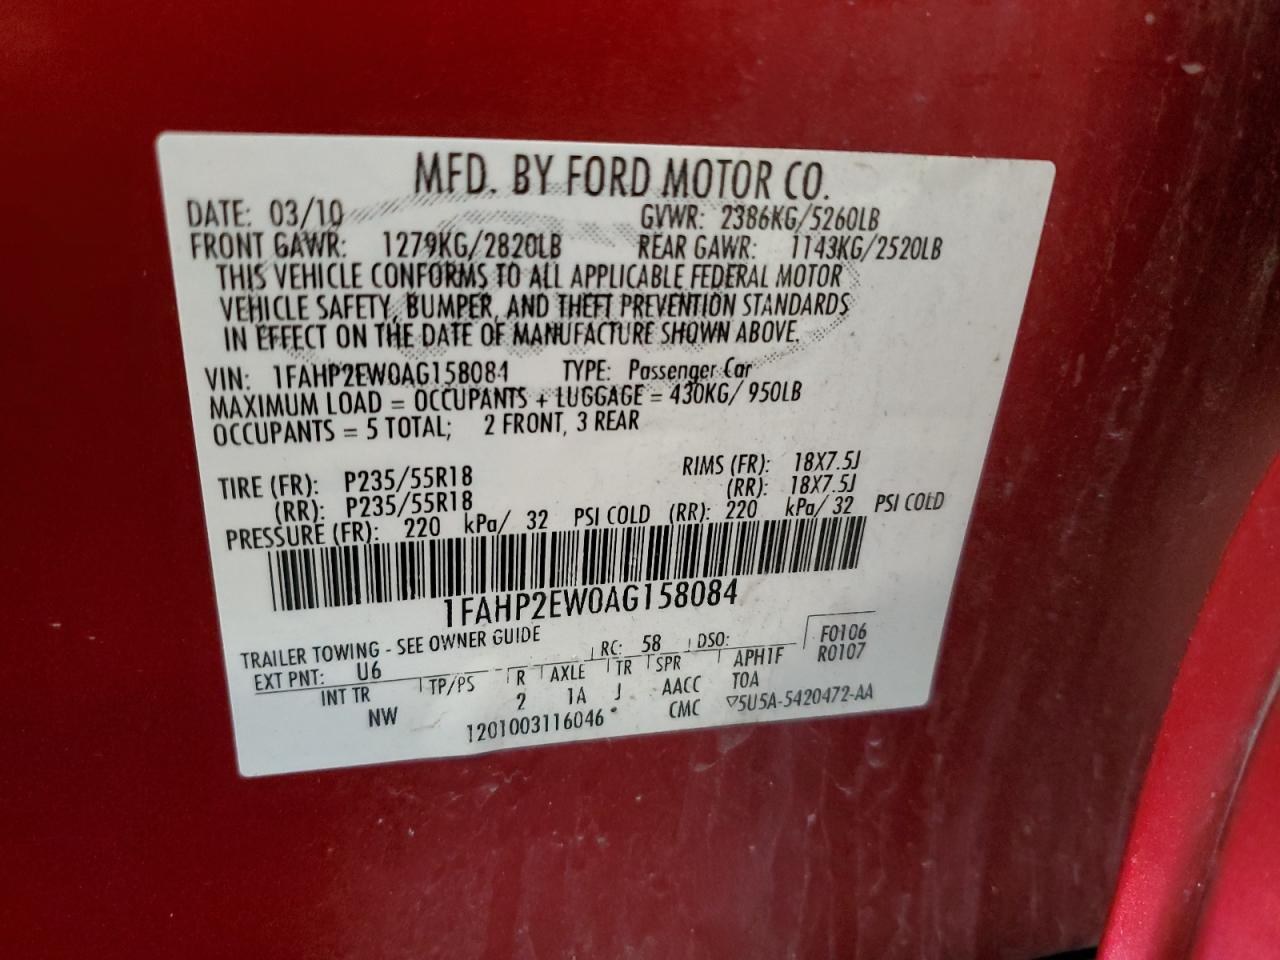 MFD. BY FORD MOTOR CO.
DATE: 03/10 GVWR: 2386KG/5260LB
FRONT GAWR: 1279KG/2820LB REAR GAWR: 1143KG/2520LB
THIS VEHICLE CONFORMS TO ALL APPLICABLE FEDERAL MOTOR
VEHICLE SAFETY, BUMPER, AND THEFT PREVENTION STANDARDS
IN EFFECT ON THE DATE OF MANUFACTURE SHOWN ABOVE.
VIN: 1FAHP2EW0AG158084 TYPE: Passenger Car
MAXIMUM LOAD = OCCUPANTS + LUGGAGE = 430KG/ 950LB
OCCUPANTS = 5 TOTAL; 2 FRONT, 3 REAR
TIRE (FR): P235/55R18 RIMS (FR): 18X7.5J
(RR): P235/55R18 (RR): 18X7.5J
PRESSURE (FR): 220 kPa/ 32 PSI COLD (RR): 220 kPa/ 32 PSI COLD
1FAHP2EW0AG158084
TRAILER TOWING - SEE OWNER GUIDE RC: 58 DSO: F0106
EXT PNT: U6 R0107
INT TR TP/PS R AXLE TR SPR APH1F
NW 2 1A J AACC TOA
1201003116046* CMC ▽5U5A-5420472-AA